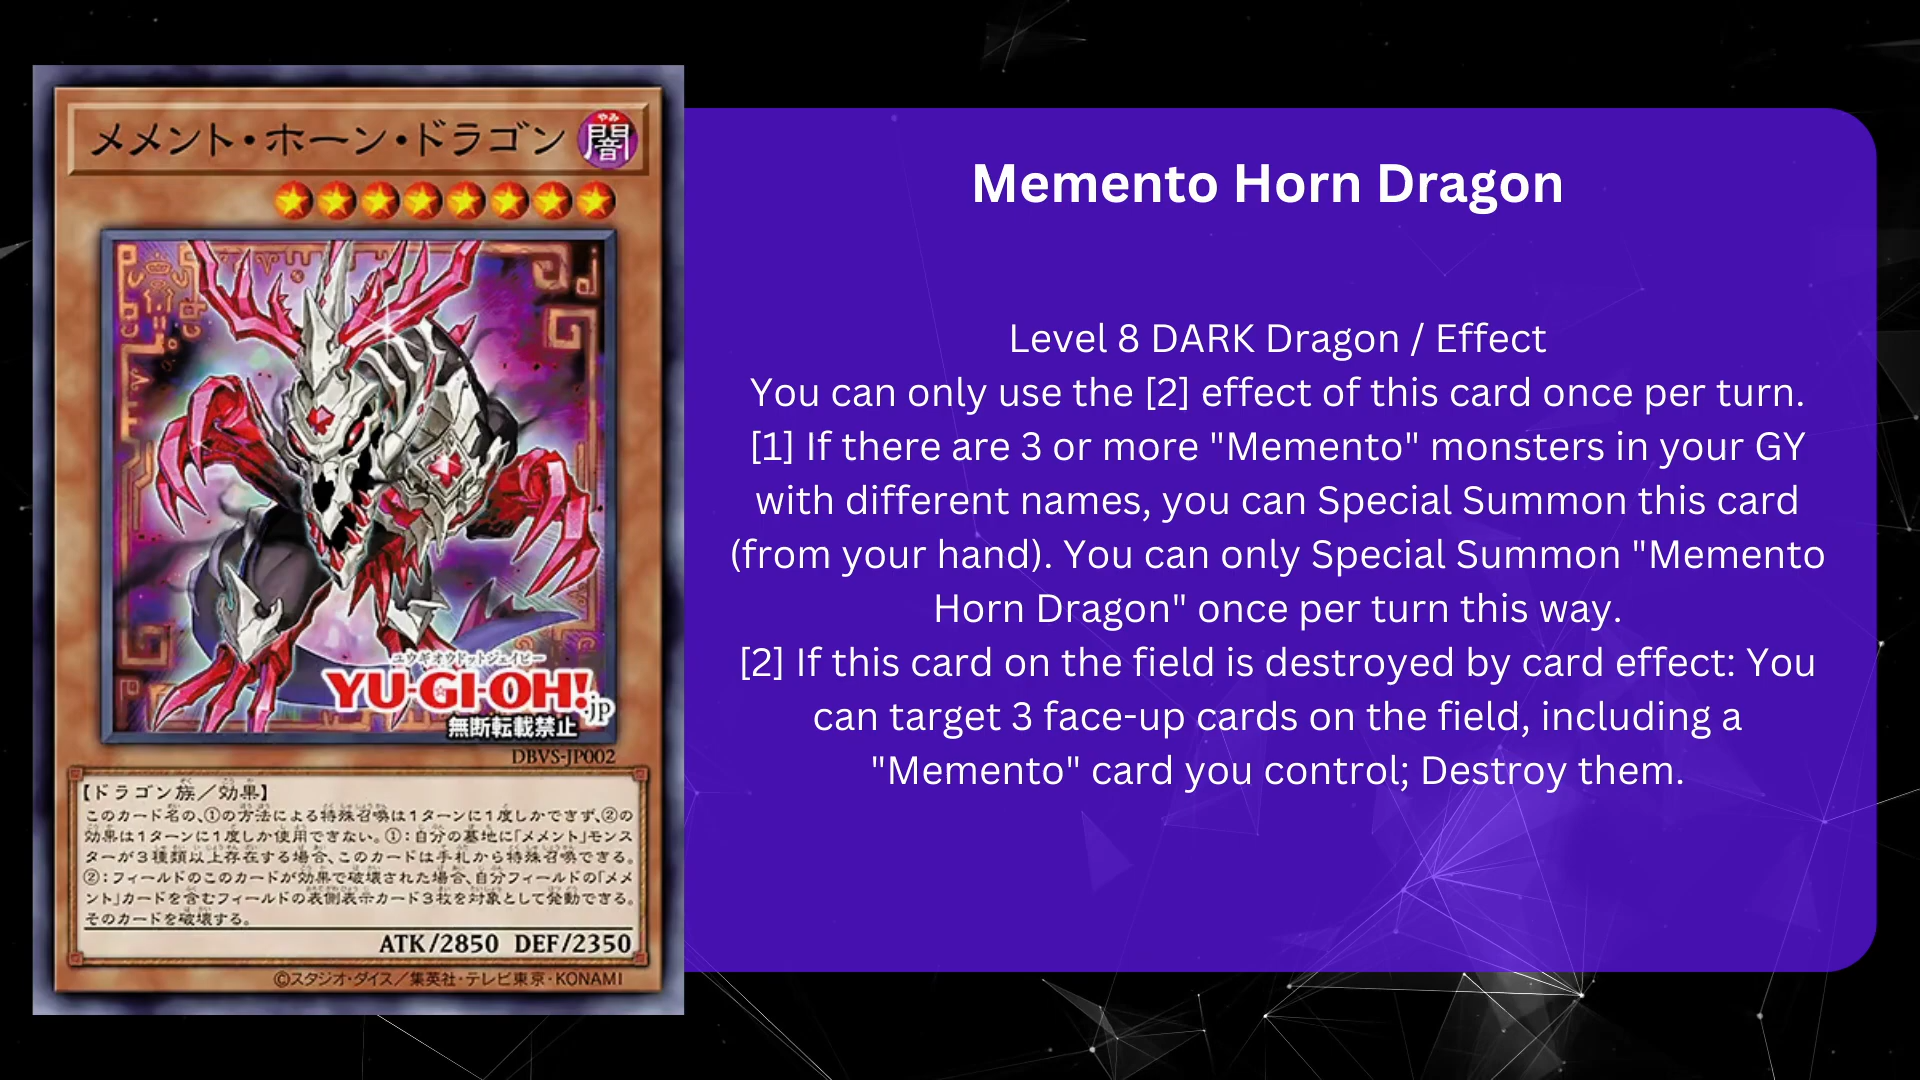 メメント・ホーン・ドラゴン
やみ
闇
ユウギオウドットジェイピー
YU-GI-OH!.jp
無断転載禁止
DBVS-JP002
【ドラゴン族／効果】
このカード名の、①の方法による特殊召喚は1ターンに1度しかできず、②の
効果は1ターンに1度しか使用できない。①：自分の墓地に「メメント」モンス
ターが3種類以上存在する場合、このカードは手札から特殊召喚できる。
②：フィールドのこのカードが効果で破壊された場合、自分フィールドの「メメ
ント」カードを含むフィールドの表側表示カード3枚を対象として発動できる。
そのカードを破壊する。
ATK/2850 DEF/2350
©スタジオ・ダイス／集英社・テレビ東京・KONAMI
Memento Horn Dragon
Level 8 DARK Dragon / Effect
You can only use the [2] effect of this card once per turn.
[1] If there are 3 or more "Memento" monsters in your GY
with different names, you can Special Summon this card
(from your hand). You can only Special Summon "Memento
Horn Dragon" once per turn this way.
[2] If this card on the field is destroyed by card effect: You
can target 3 face-up cards on the field, including a
"Memento" card you control; Destroy them.